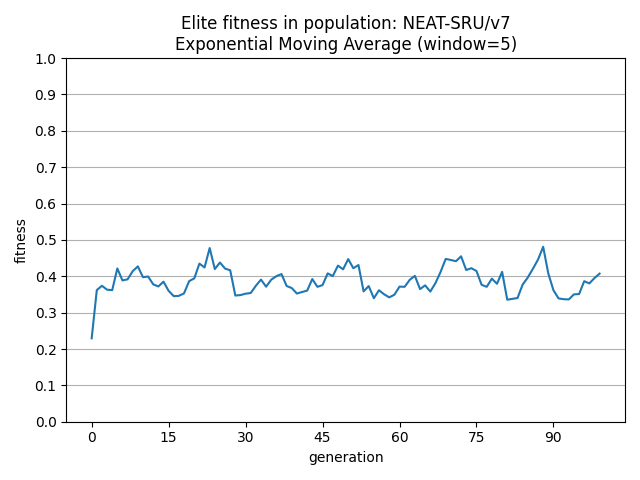 Elite fitness in population: NEAT-SRU/v7
Exponential Moving Average (window=5)
1.0
0.9
0.8
0.7
0.6
0.5
0.4
0.3
0.2
0.1
0.0
fitness
0 15 30 45 60 75 90
generation